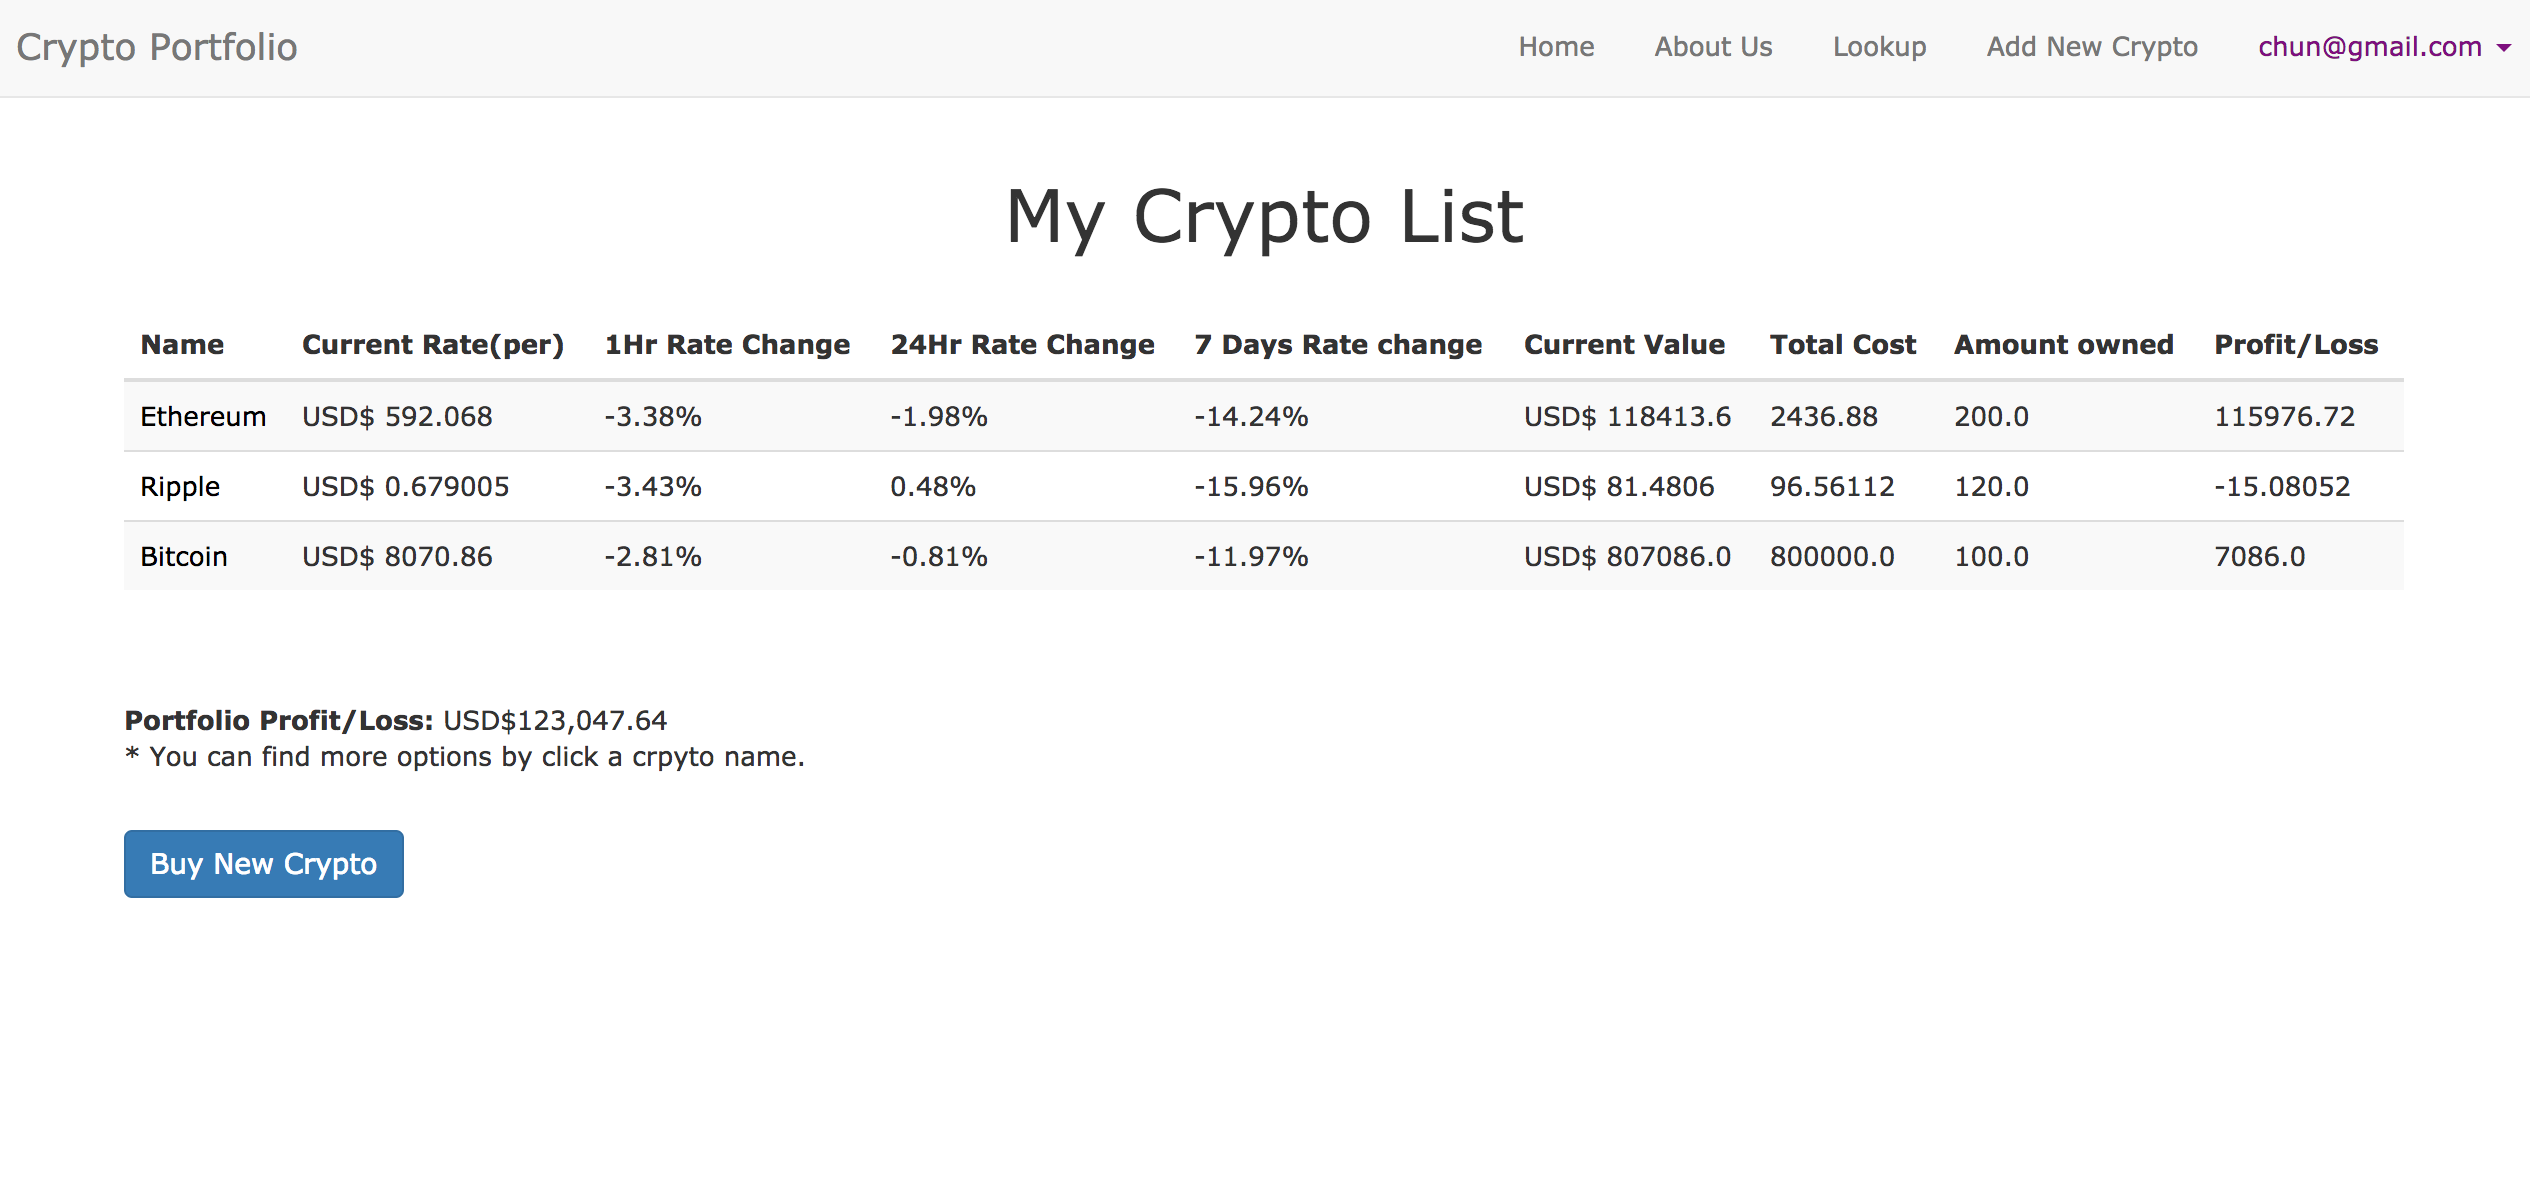 Crypto Portfolio Home About Us Lookup Add New Crypto chun@gmail.com
My Crypto List
Name Current Rate(per) 1Hr Rate Change 24Hr Rate Change 7 Days Rate change Current Value Total Cost Amount owned Profit/Loss
Ethereum USD$ 592.068 -3.38% -1.98% -14.24% USD$ 118413.6 2436.88 200.0 115976.72
Ripple USD$ 0.679005 -3.43% 0.48% -15.96% USD$ 81.4806 96.56112 120.0 -15.08052
Bitcoin USD$ 8070.86 -2.81% -0.81% -11.97% USD$ 807086.0 800000.0 100.0 7086.0
Portfolio Profit/Loss: USD$123,047.64
* You can find more options by click a crpyto name.
Buy New Crypto